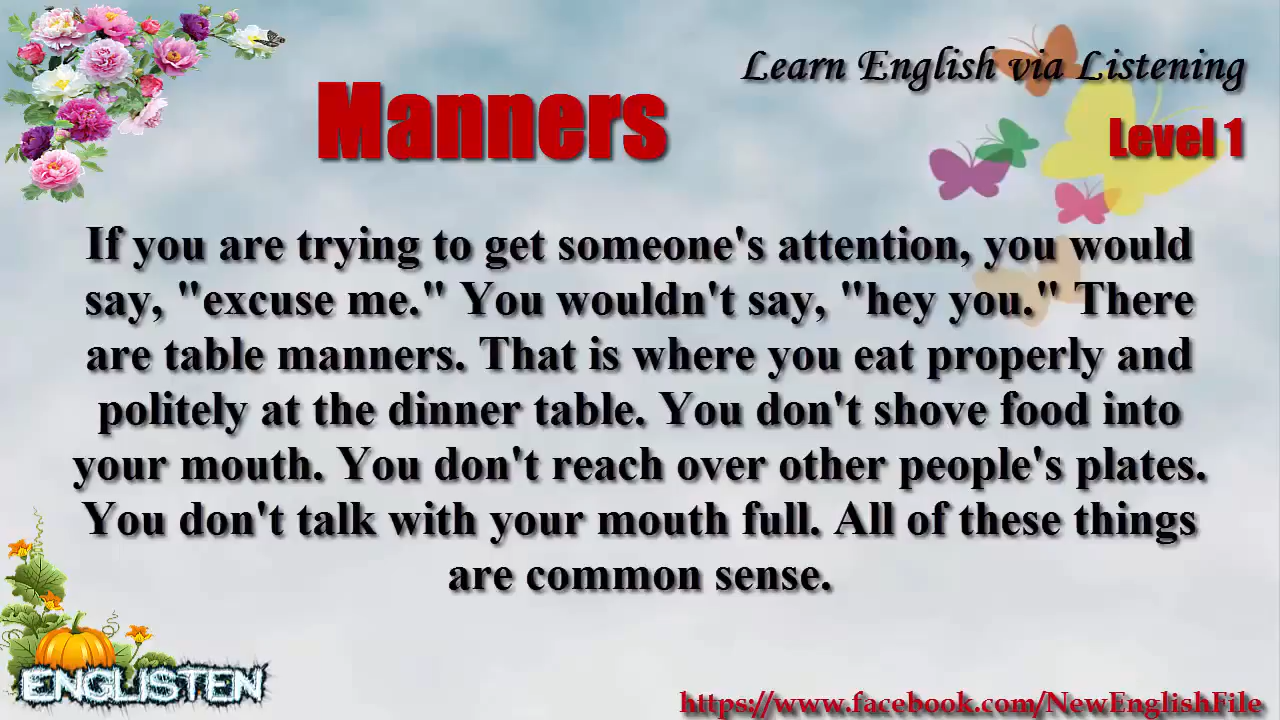 Learn English via Listening
Manners
Level 1
If you are trying to get someone's attention, you would
say, "excuse me." You wouldn't say, "hey you." There
are table manners. That is where you eat properly and
politely at the dinner table. You don't shove food into
your mouth. You don't reach over other people's plates.
You don't talk with your mouth full. All of these things
are common sense.
ENGLISTEN
https://www.facebook.com/NewEnglishFile